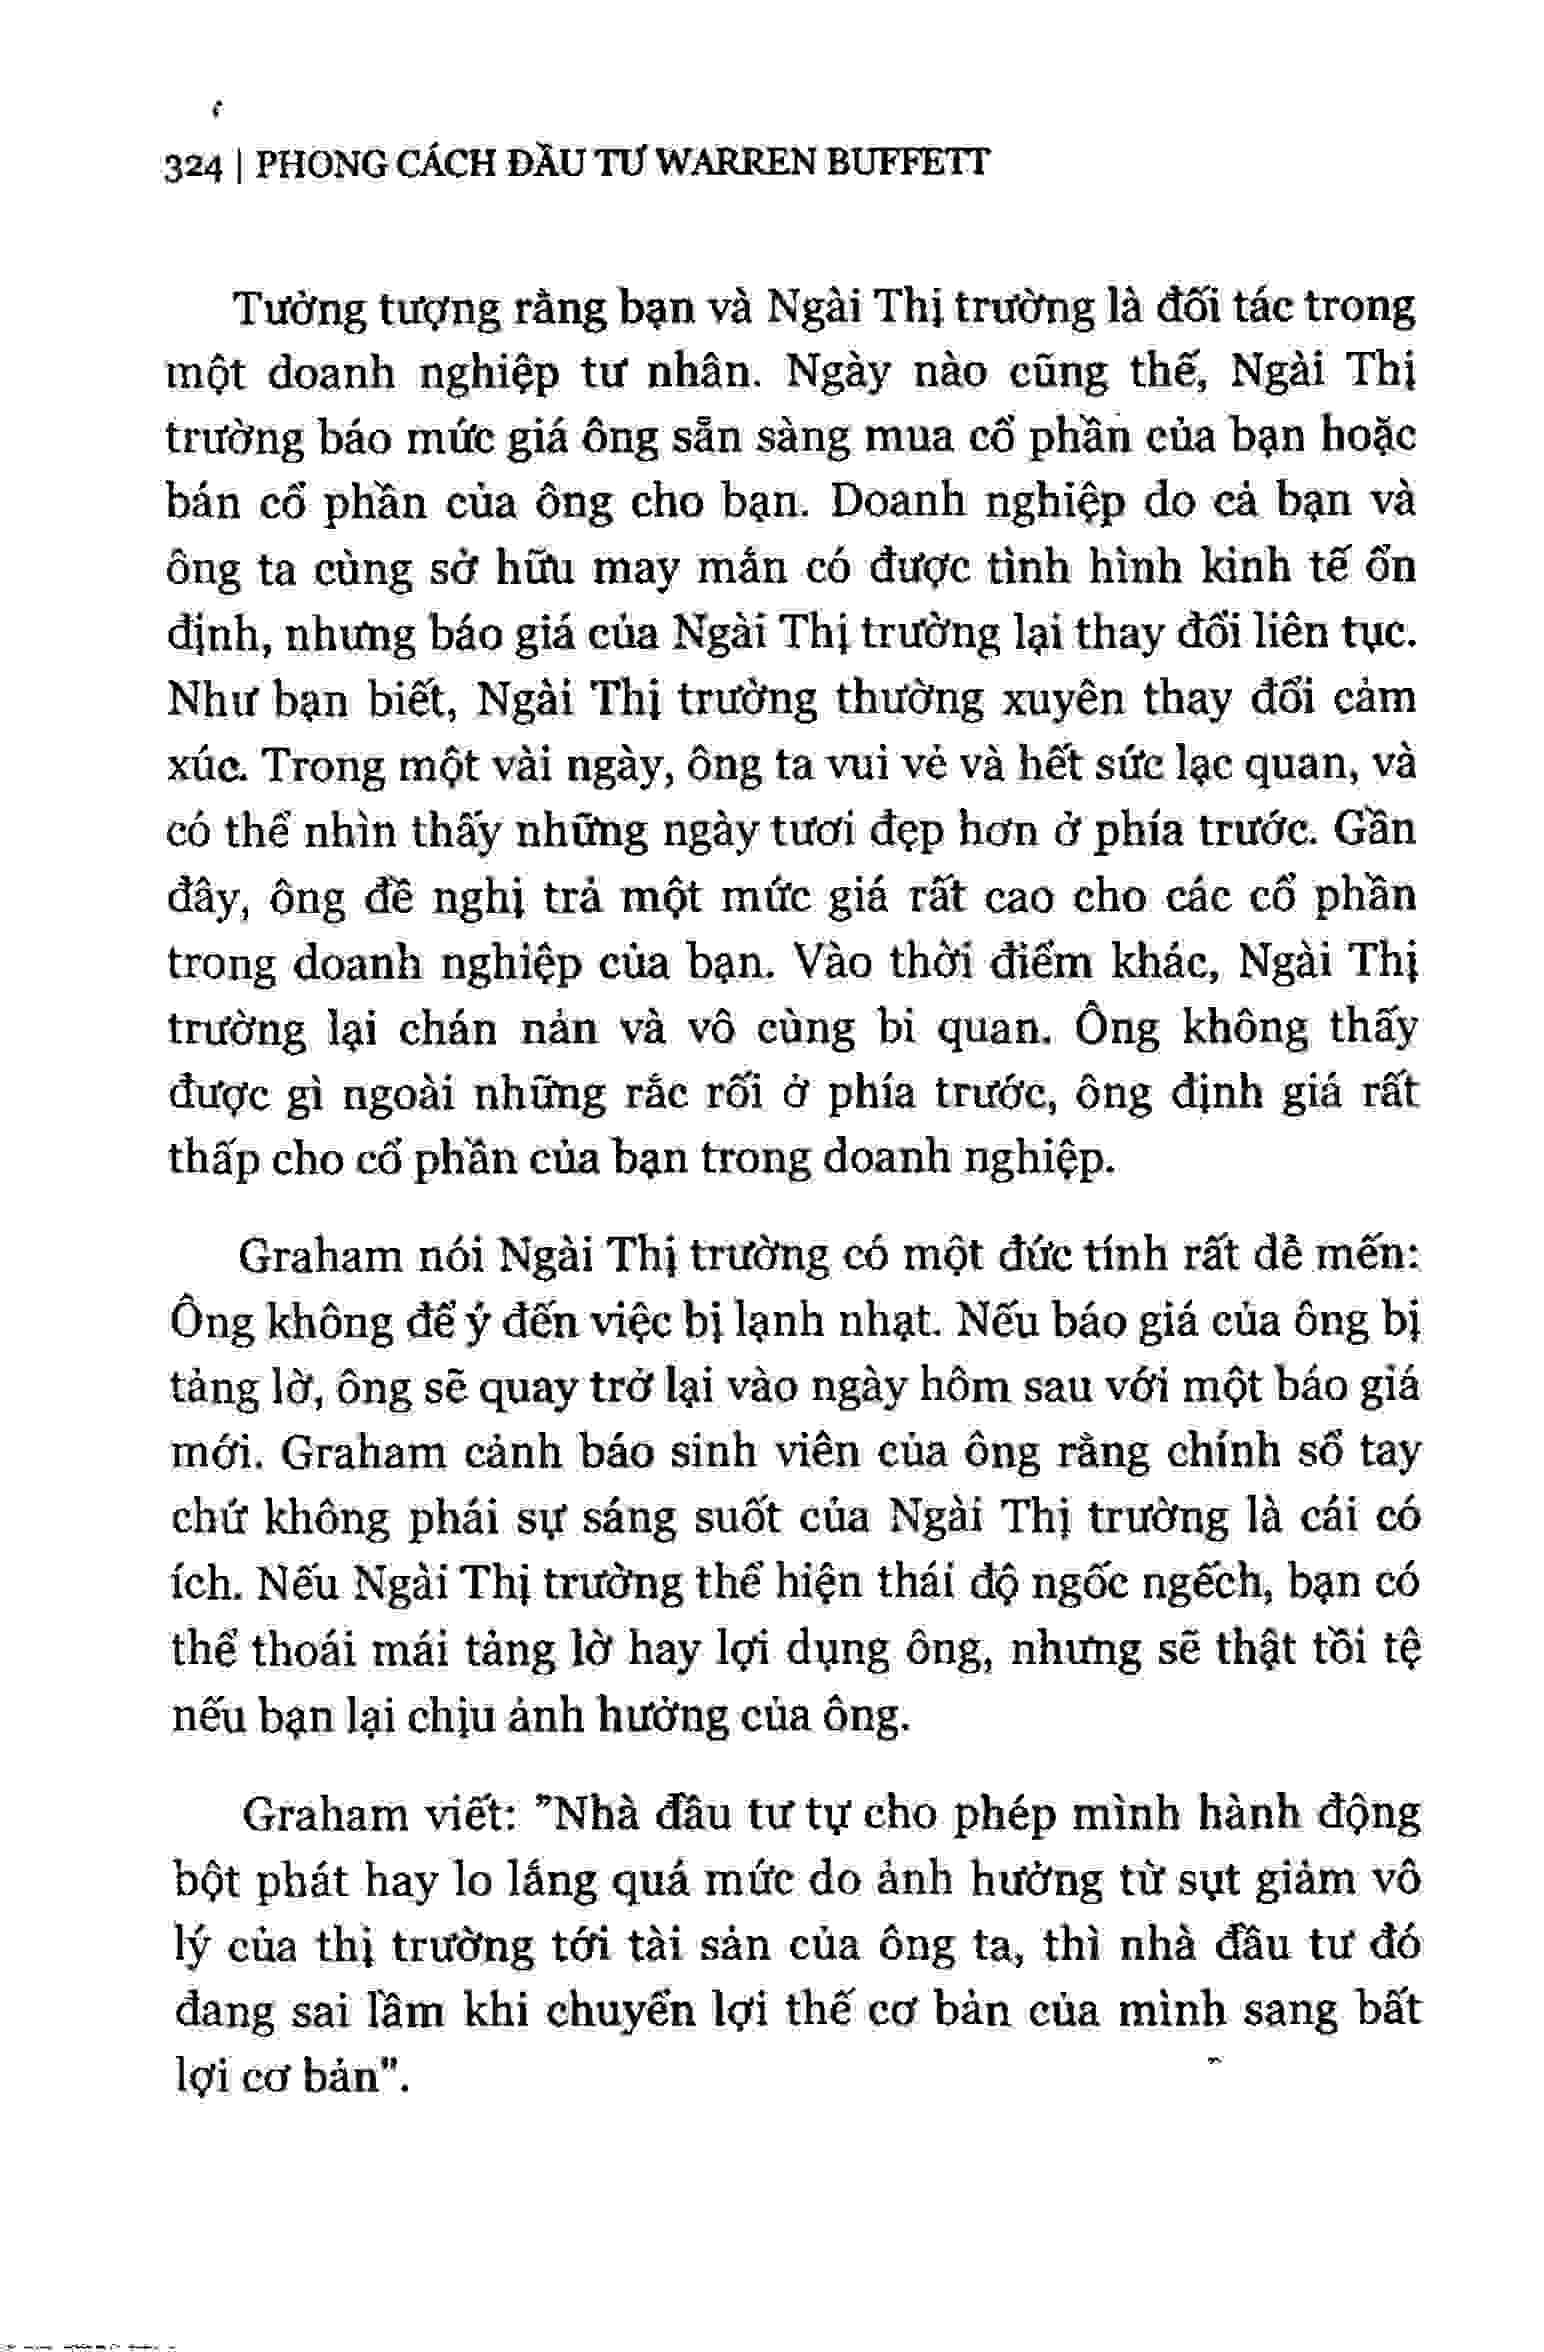 324 | PHONG CÁCH ĐẦU TƯ WARREN BUFFETT
Tưởng tượng rằng bạn và Ngài Thị trường là đối tác trong
một doanh nghiệp tư nhân. Ngày nào cũng thế, Ngài Thị
trường báo mức giá ông sẵn sàng mua cổ phần của bạn hoặc
bán cổ phần của ông cho bạn. Doanh nghiệp do cả bạn và
ông ta cùng sở hữu may mắn có được tình hình kinh tế ổn
định, nhưng báo giá của Ngài Thị trường lại thay đổi liên tục.
Như bạn biết, Ngài Thị trường thường xuyên thay đổi cảm
xúc. Trong một vài ngày, ông ta vui vẻ và hết sức lạc quan, và
có thể nhìn thấy những ngày tươi đẹp hơn ở phía trước. Gần
đây, ông đề nghị trả một mức giá rất cao cho các cổ phần
trong doanh nghiệp của bạn. Vào thời điểm khác, Ngài Thị
trường lại chán nản và vô cùng bi quan. Ông không thấy
được gì ngoài những rắc rối ở phía trước, ông định giá rất
thấp cho cổ phần của bạn trong doanh nghiệp.
Graham nói Ngài Thị trường có một đức tính rất dễ mến:
Ông không để ý đến việc bị lạnh nhạt. Nếu báo giá của ông bị
tảng lờ, ông sẽ quay trở lại vào ngày hôm sau với một báo giá
mới. Graham cảnh báo sinh viên của ông rằng chính sổ tay
chứ không phải sự sáng suốt của Ngài Thị trường là cái có
ích. Nếu Ngài Thị trường thể hiện thái độ ngốc ngếch, bạn có
thể thoải mái tảng lờ hay lợi dụng ông, nhưng sẽ thật tồi tệ
nếu bạn lại chịu ảnh hưởng của ông.
Graham viết: "Nhà đầu tư tự cho phép mình hành động
bột phát hay lo lắng quá mức do ảnh hưởng từ sụt giảm vô
lý của thị trường tới tài sản của ông ta, thì nhà đầu tư đó
đang sai lầm khi chuyển lợi thế cơ bản của mình sang bất
lợi cơ bản".